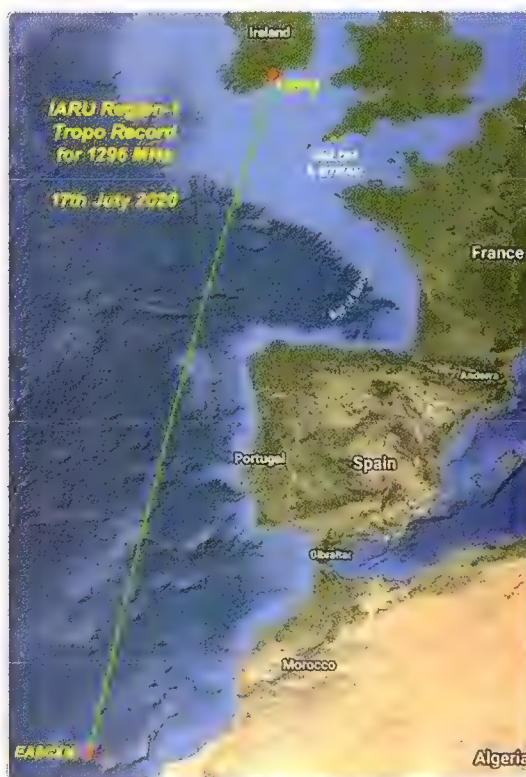 Ireland
IARU Region-1
Tropo Record
for 1296 MHz
17th July 2020
France
Andorra
Portugal
Spain
Gibraltar
Morocco
Algeria